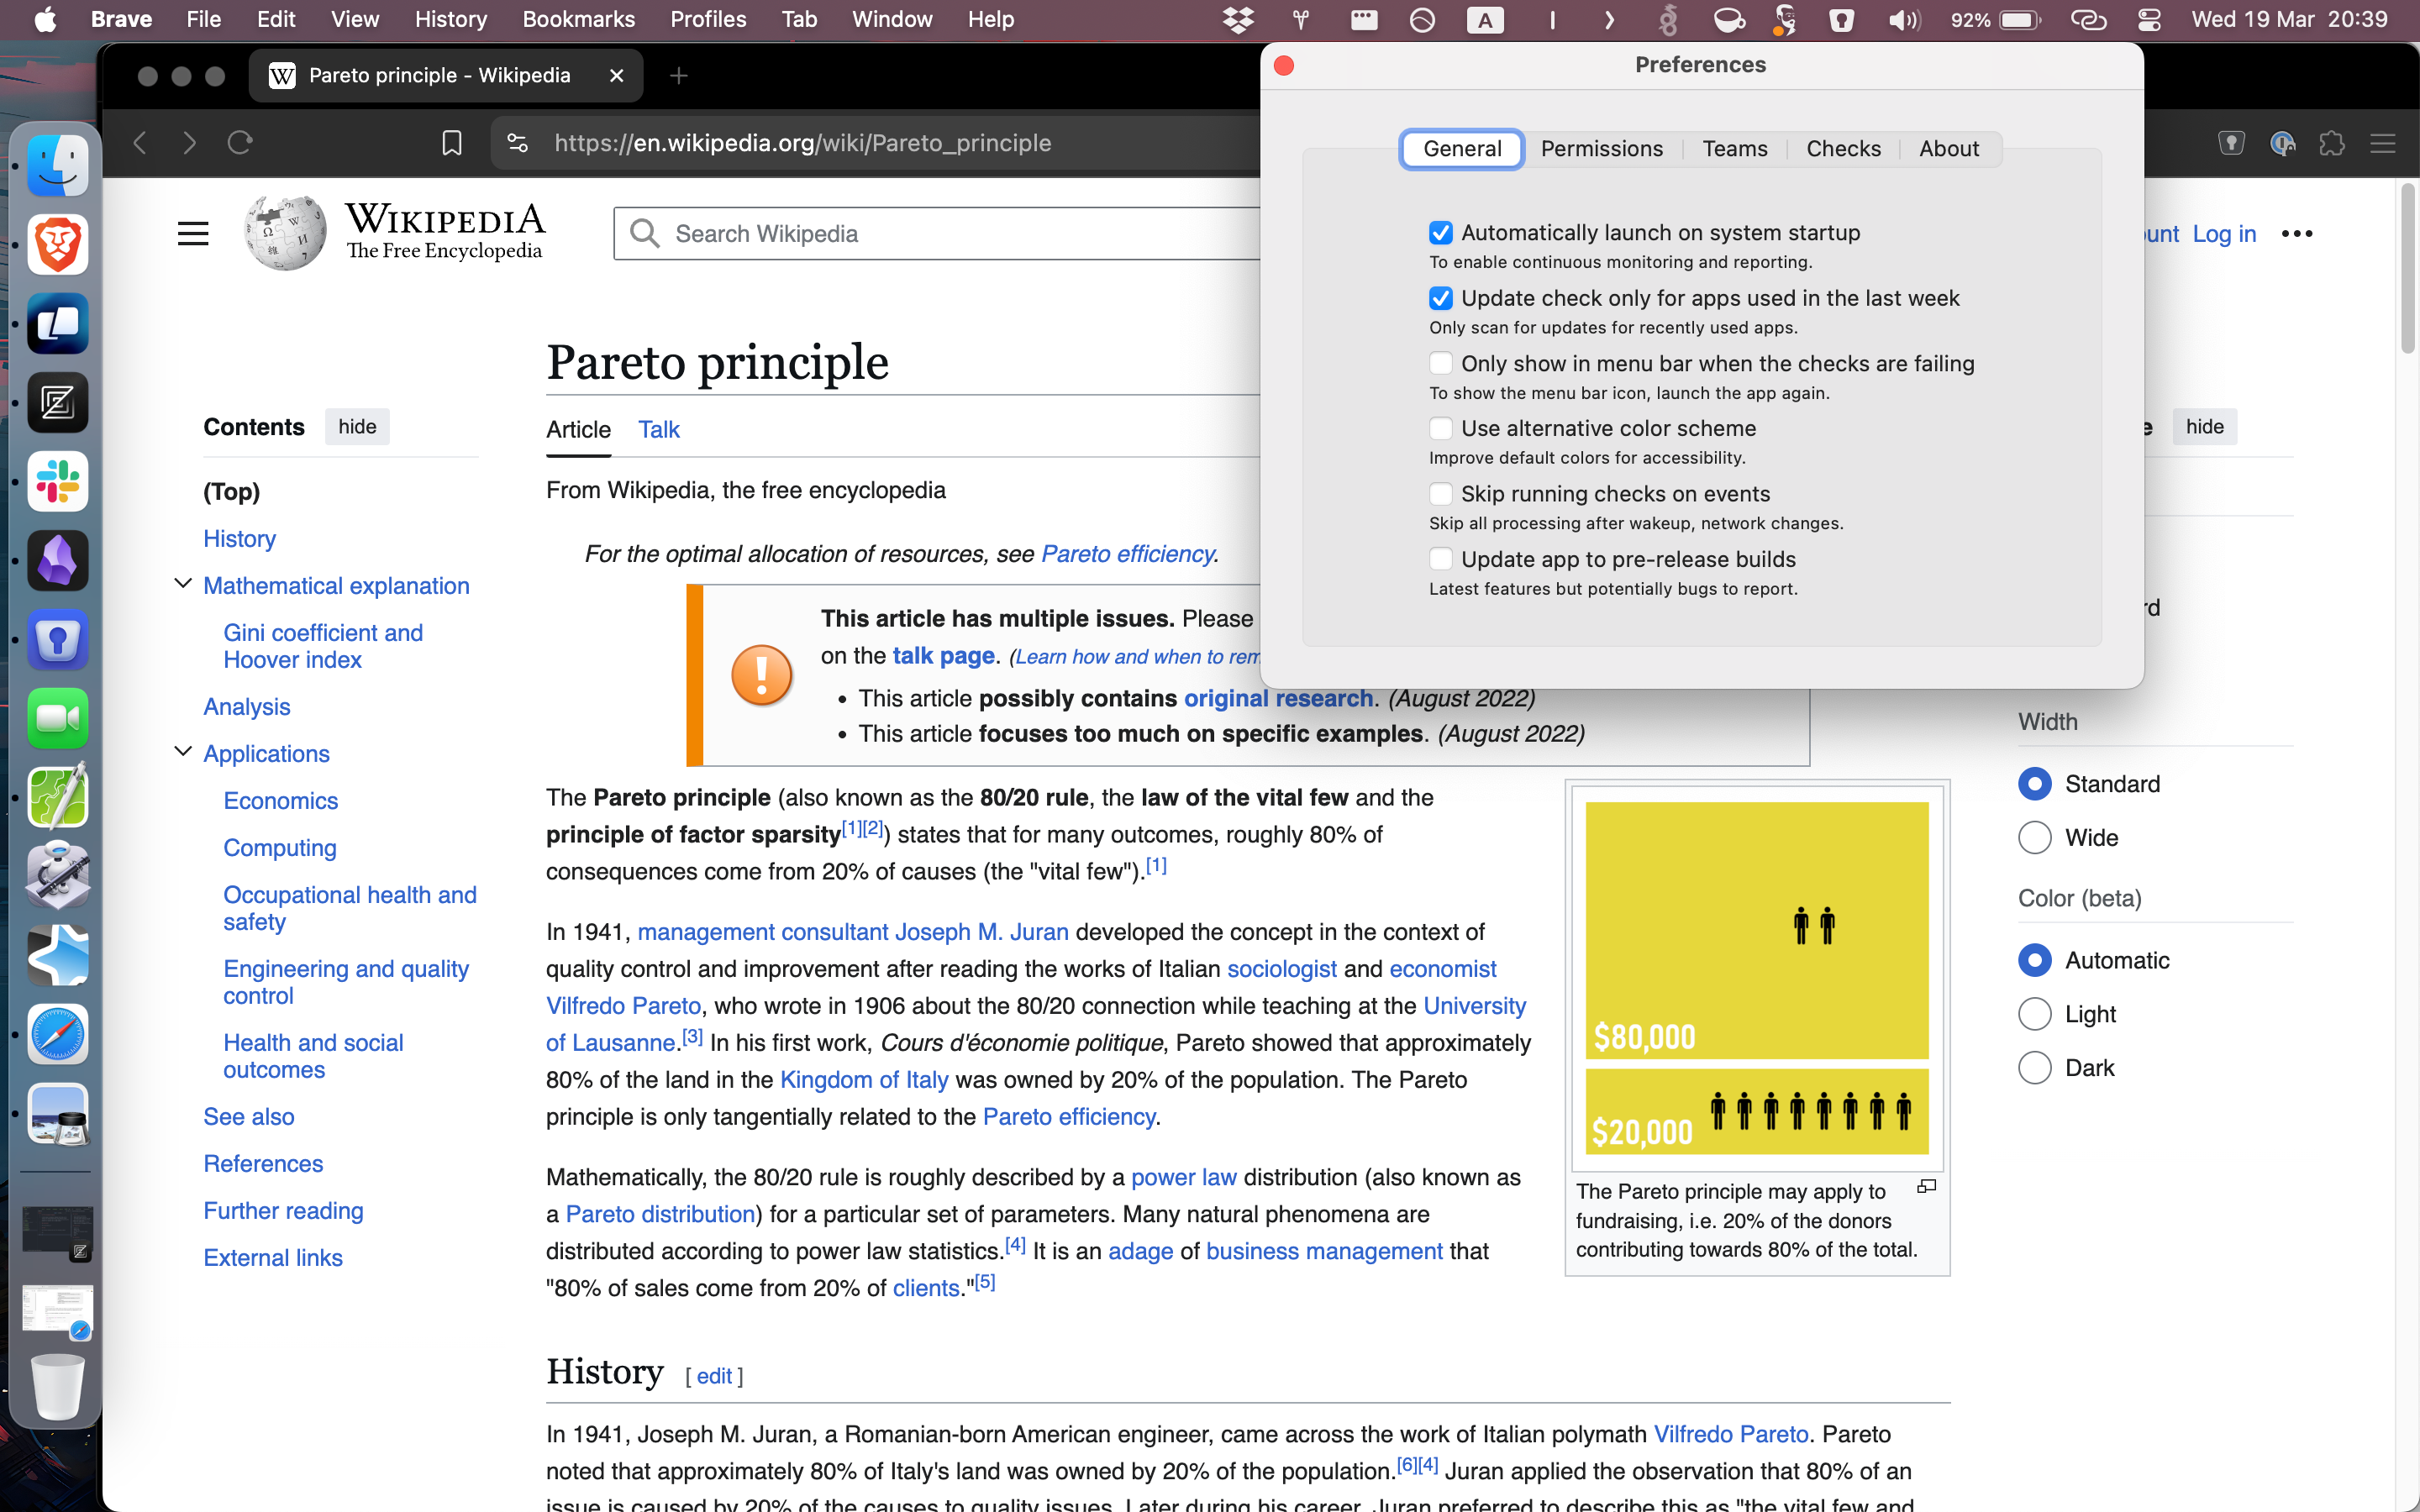 Brave File Edit View History Bookmarks Profiles Tab Window Help
A
92%
Wed 19 Mar 20:39
W Pareto principle - Wikipedia
https://en.wikipedia.org/wiki/Pareto_principle
WIKIPEDIA
The Free Encyclopedia
Search Wikipedia
Log in
Contents hide
(Top)
History
Mathematical explanation
Gini coefficient and
Hoover index
Analysis
Applications
Economics
Computing
Occupational health and
safety
Engineering and quality
control
Health and social
outcomes
See also
References
Further reading
External links
Pareto principle
Article Talk
From Wikipedia, the free encyclopedia
For the optimal allocation of resources, see Pareto efficiency.
This article has multiple issues. Please
on the talk page. (Learn how and when to
• This article possibly contains original research. (August 2022)
• This article focuses too much on specific examples. (August 2022)
The Pareto principle (also known as the 80/20 rule, the law of the vital few and the
principle of factor sparsity[1][2]) states that for many outcomes, roughly 80% of
consequences come from 20% of causes (the "vital few").[1]
In 1941, management consultant Joseph M. Juran developed the concept in the context of
quality control and improvement after reading the works of Italian sociologist and economist
Vilfredo Pareto, who wrote in 1906 about the 80/20 connection while teaching at the University
of Lausanne.[3] In his first work, Cours d'économie politique, Pareto showed that approximately
80% of the land in the Kingdom of Italy was owned by 20% of the population. The Pareto
principle is only tangentially related to the Pareto efficiency.
Mathematically, the 80/20 rule is roughly described by a power law distribution (also known as
a Pareto distribution) for a particular set of parameters. Many natural phenomena are
distributed according to power law statistics.[4] It is an adage of business management that
"80% of sales come from 20% of clients."[5]
$80,000
$20,000
The Pareto principle may apply to
fundraising, i.e. 20% of the donors
contributing towards 80% of the total.
History [ edit ]
In 1941, Joseph M. Juran, a Romanian-born American engineer, came across the work of Italian polymath Vilfredo Pareto. Pareto
noted that approximately 80% of Italy's land was owned by 20% of the population.[6][4] Juran applied the observation that 80% of an
issue is caused by 20% of the causes to quality issues. Later during his career, Juran preferred to describe this as "the vital few and
Preferences
General Permissions Teams Checks About
Automatically launch on system startup
To enable continuous monitoring and reporting.
Update check only for apps used in the last week
Only scan for updates for recently used apps.
Only show in menu bar when the checks are failing
To show the menu bar icon, launch the app again.
Use alternative color scheme
Improve default colors for accessibility.
Skip running checks on events
Skip all processing after wakeup, network changes.
Update app to pre-release builds
Latest features but potentially bugs to report.
hide
Width
Standard
Wide
Color (beta)
Automatic
Light
Dark